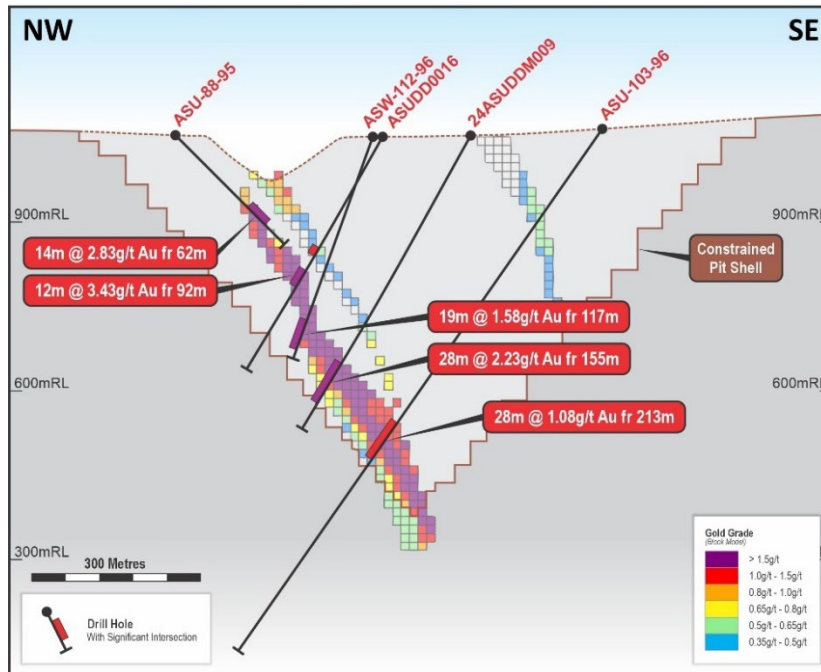 NW
SE
ASU-88-95
ASW-112-96
ASUDD0016
24ASUDDM009
ASU-103-96
900mRL
900mRL
14m @ 2.83g/t Au fr 62m
12m @ 3.43g/t Au fr 92m
Constrained
Pit Shell
19m @ 1.58g/t Au fr 117m
28m @ 2.23g/t Au fr 155m
28m @ 1.08g/t Au fr 213m
600mRL
600mRL
300mRL
300mRL
300 Metres
Drill Hole
With Significant Intersection
Gold Grade
(Block Model)
> 1.5g/t
1.0g/t - 1.5g/t
0.8g/t - 1.0g/t
0.65g/t - 0.8g/t
0.5g/t - 0.65g/t
0.35g/t - 0.5g/t